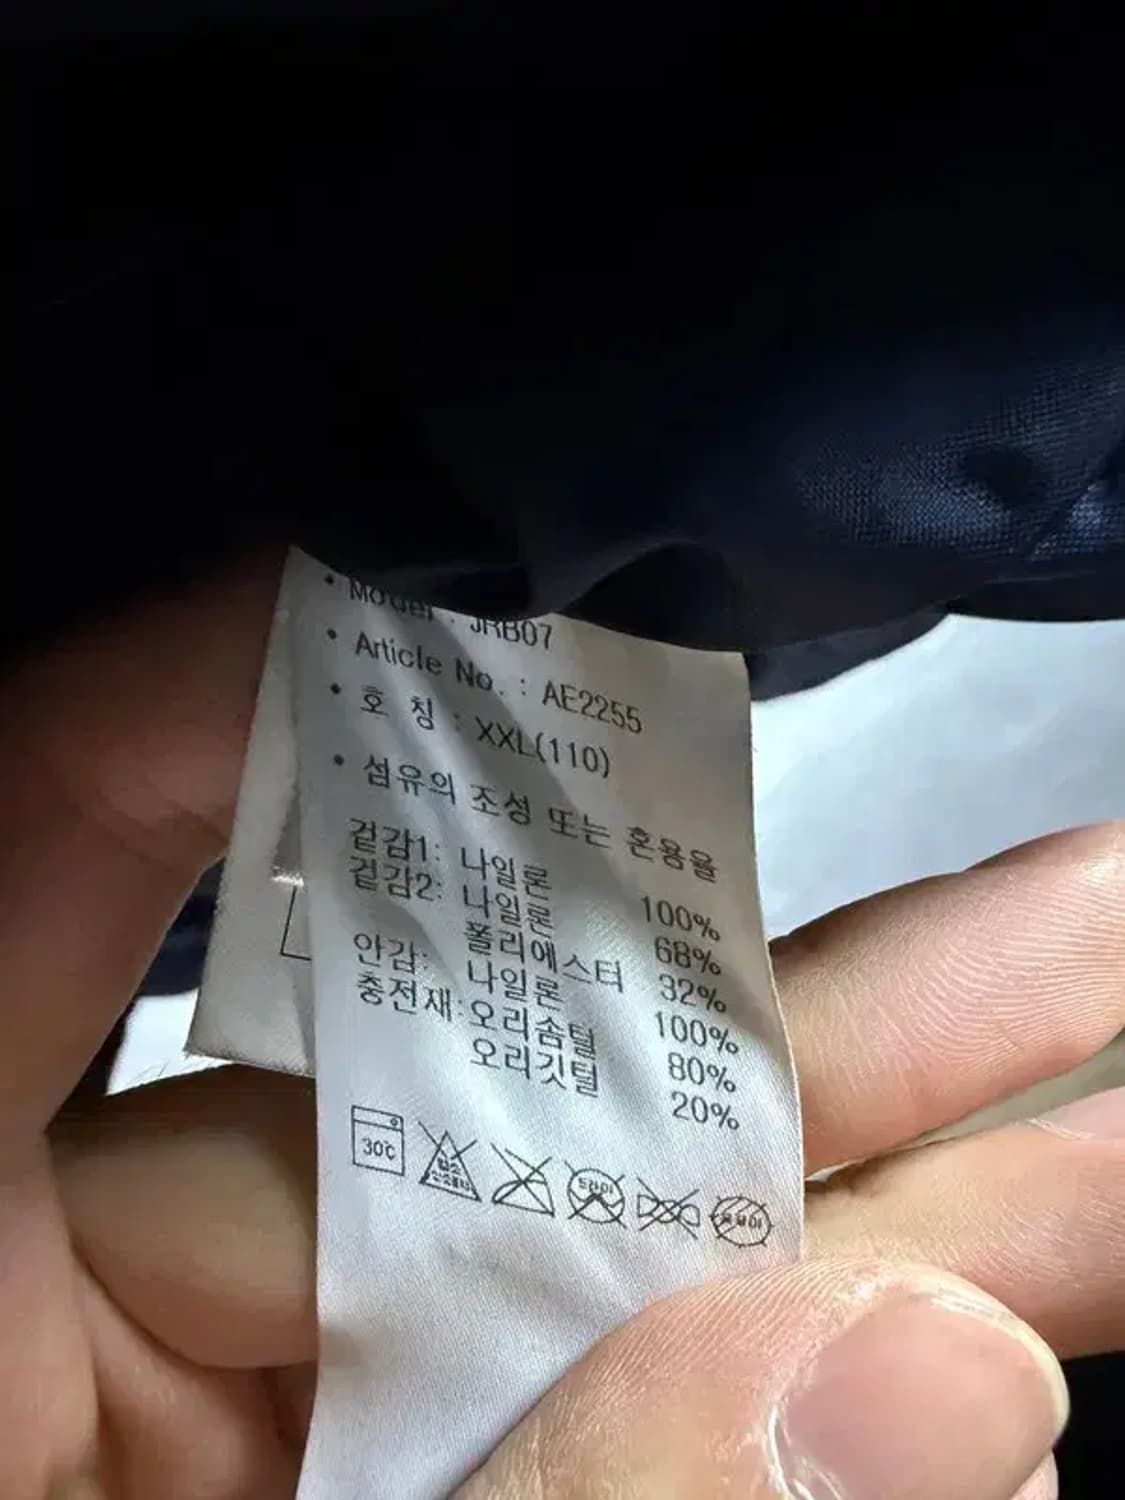 • Model : JRB07
• Article No. : AE2255
• 호 칭 : XXL(110)
• 섬유의 조성 또는 혼용율
겉감1: 나일론 100%
겉감2: 나일론 68%
폴리에스터 32%
안감: 나일론 100%
충전재: 오리솜털 80%
오리깃털 20%
30℃ 드라이